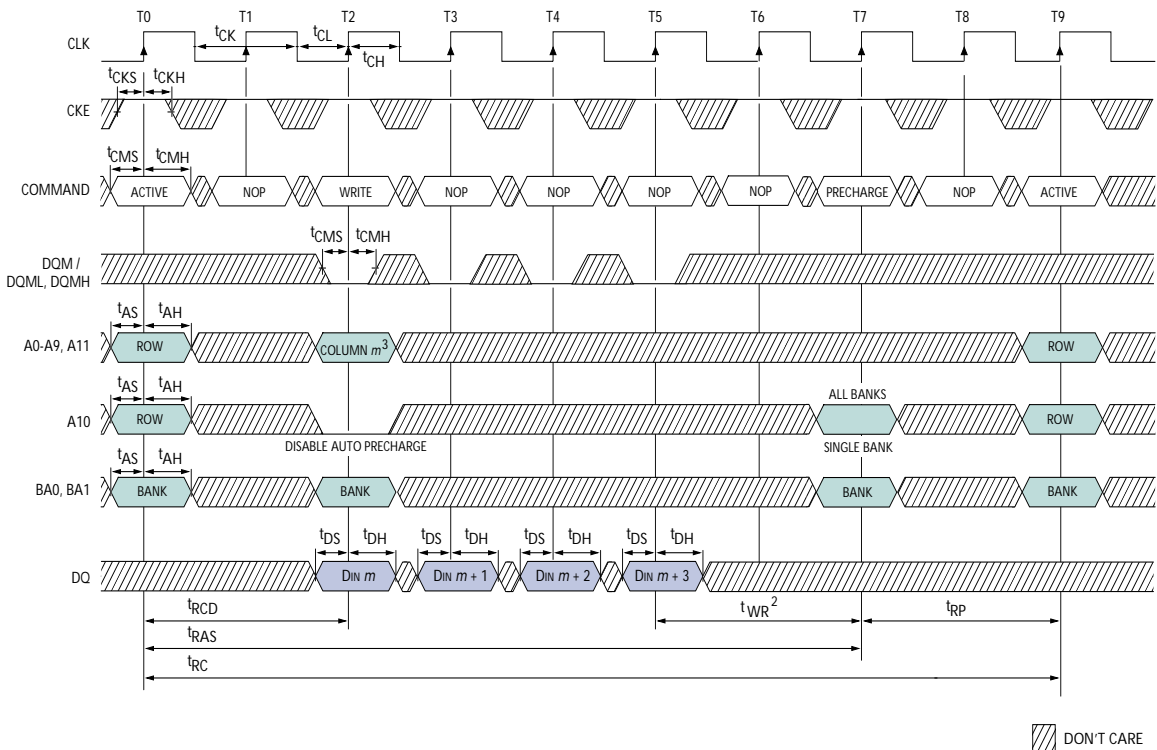 T0 T1 T2 T3 T4 T5 T6 T7 T8 T9
CLK tCK tCL tCH
tCKS tCKH
CKE
tCMS tCMH
COMMAND ACTIVE NOP WRITE NOP NOP NOP NOP PRECHARGE NOP ACTIVE
tCMS tCMH
DQM /
DQML, DQMH
tAS tAH
A0-A9, A11 ROW COLUMN m3 ROW
tAS tAH ALL BANKS
A10 ROW ROW
DISABLE AUTO PRECHARGE SINGLE BANK
tAS tAH
BA0, BA1 BANK BANK BANK BANK
tDS tDH tDS tDH tDS tDH tDS tDH
DQ DIN m DIN m + 1 DIN m + 2 DIN m + 3
tRCD tWR2 tRP
tRAS
tRC
DON'T CARE